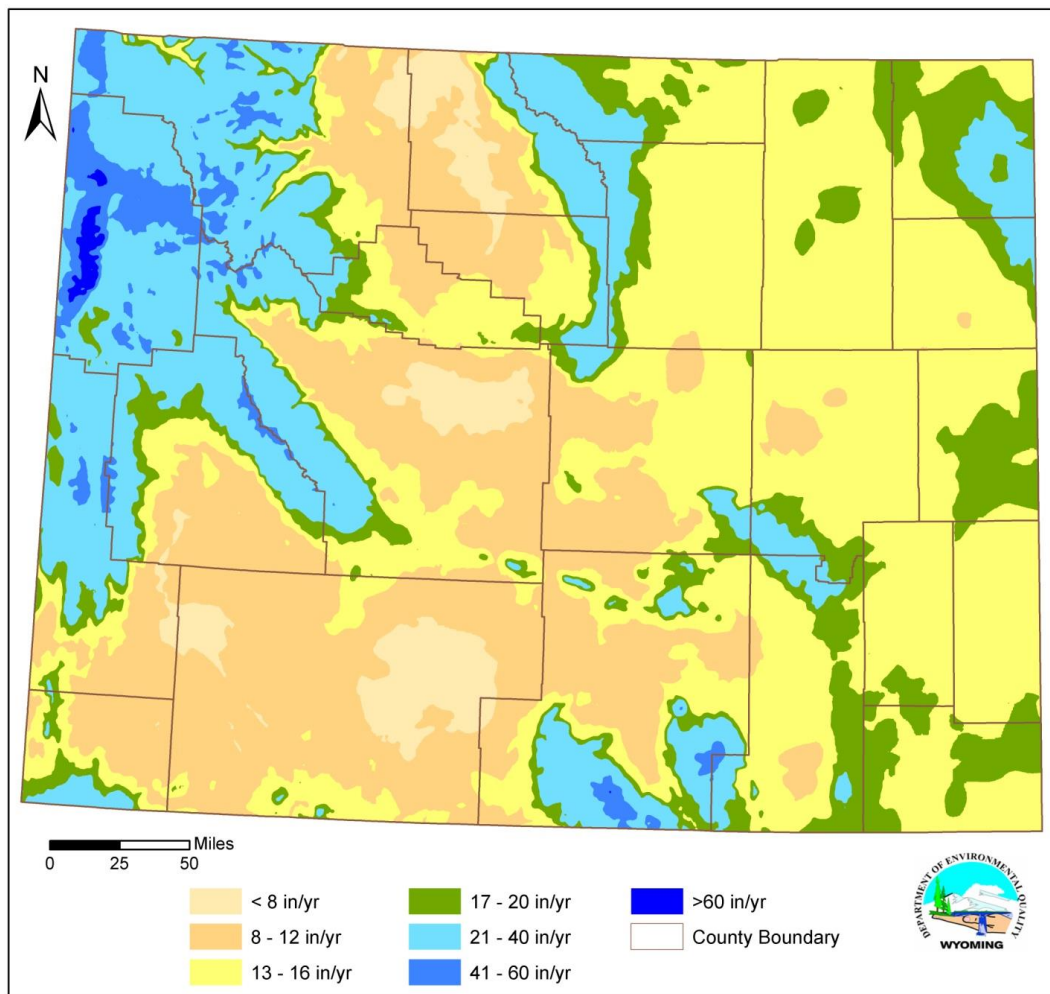 N
Miles
0 25 50
< 8 in/yr
8 - 12 in/yr
13 - 16 in/yr
17 - 20 in/yr
21 - 40 in/yr
41 - 60 in/yr
>60 in/yr
County Boundary
DEPARTMENT OF ENVIRONMENTAL QUALITY
WYOMING